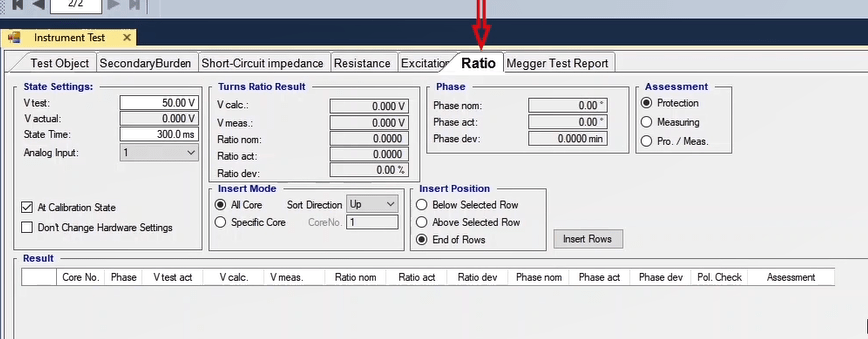 2/2
Instrument Test
Test Object SecondaryBurden Short-Circuit impedance Resistance Excitation Ratio Megger Test Report
State Settings:
V test: 50.00 V
V actual: 0.000 V
State Time: 300.0 ms
Analog Input: 1
At Calibration State
Don't Change Hardware Settings
Turns Ratio Result
V calc.: 0.000 V
V meas.: 0.000 V
Ratio nom: 0.0000
Ratio act: 0.0000
Ratio dev: 0.00 %
Phase
Phase nom: 0.00 °
Phase act: 0.00 °
Phase dev: 0.0000 min
Assessment
Protection
Measuring
Pro. / Meas.
Insert Mode
All Core Sort Direction Up
Specific Core CoreNo. 1
Insert Position
Below Selected Row
Above Selected Row
End of Rows
Insert Rows
Result
Core No. Phase V test act V calc. V meas. Ratio nom Ratio act Ratio dev Phase nom Phase act Phase dev Pol. Check Assessment